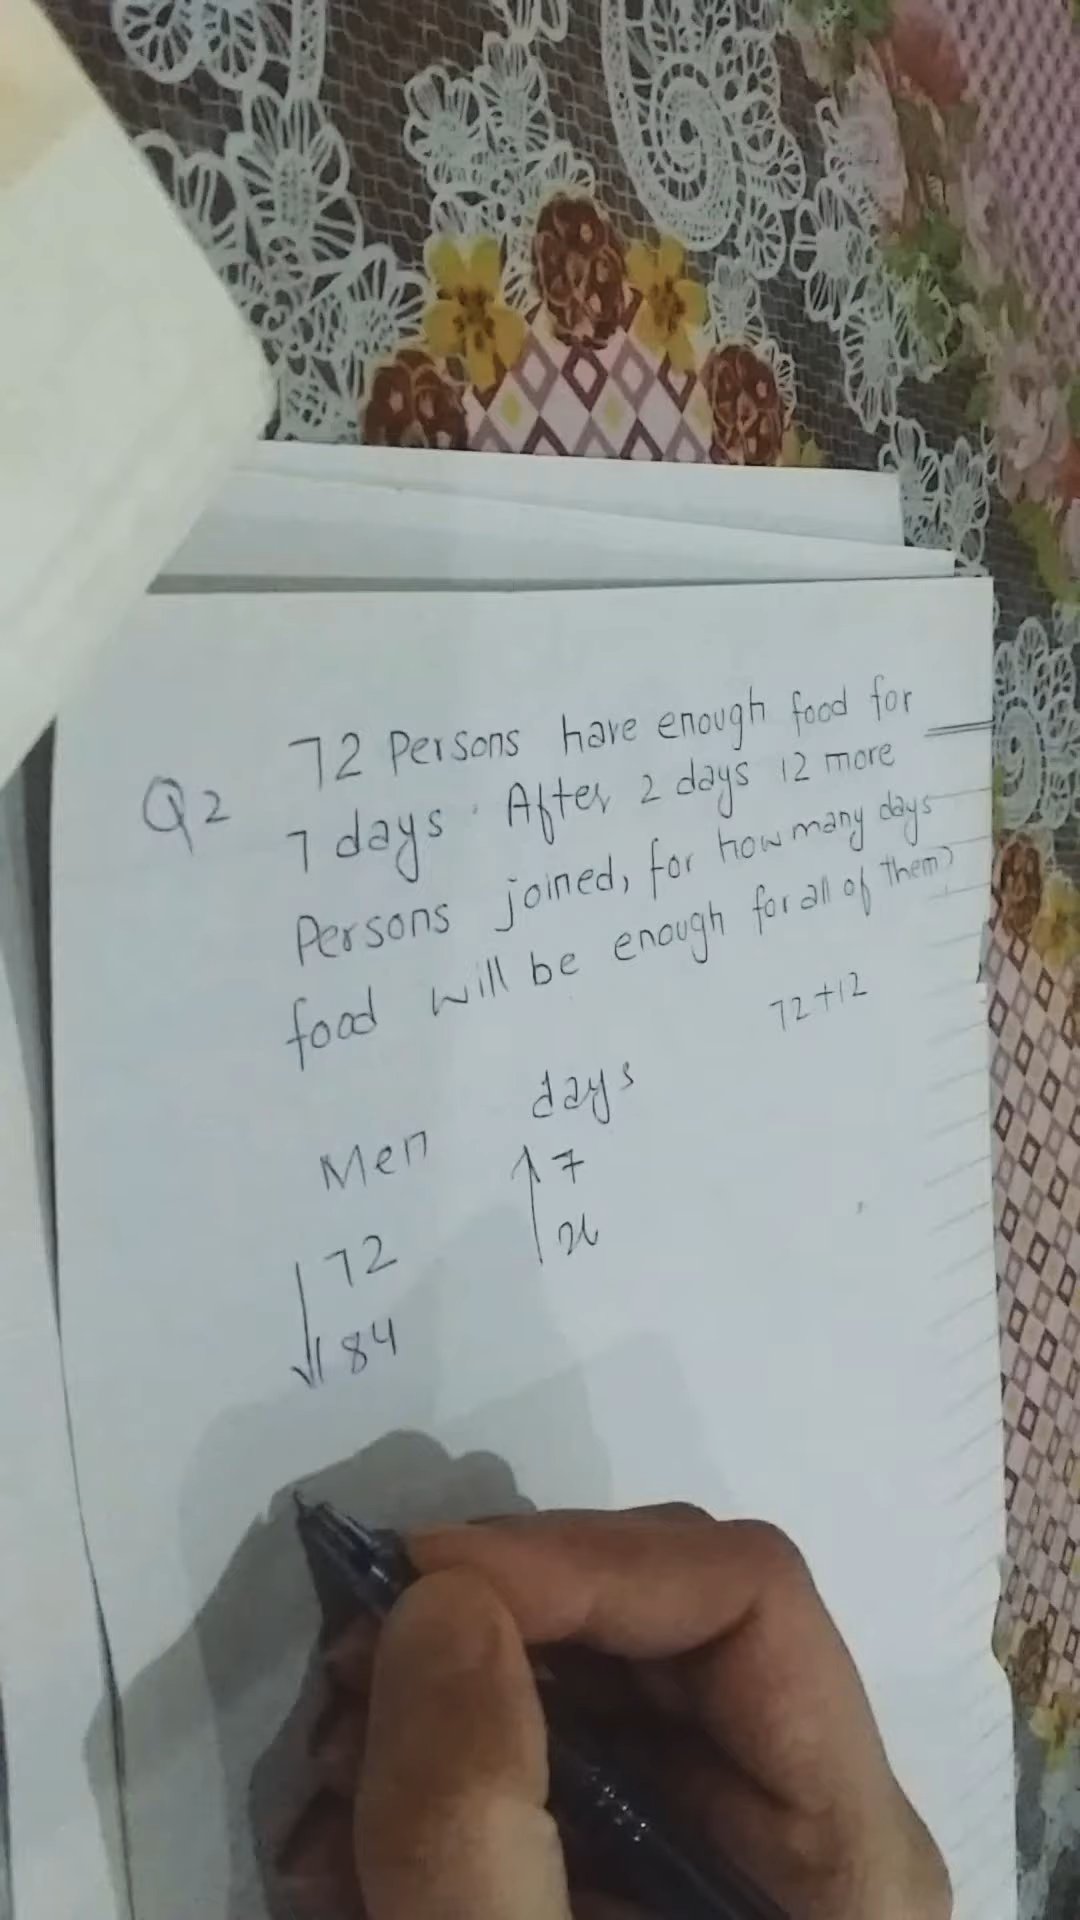 Q2 72 Persons have enough food for
7 days. After 2 days 12 more
Persons joined, for how many days
food will be enough for all of them?
72+12
Men days
72 7
84 x